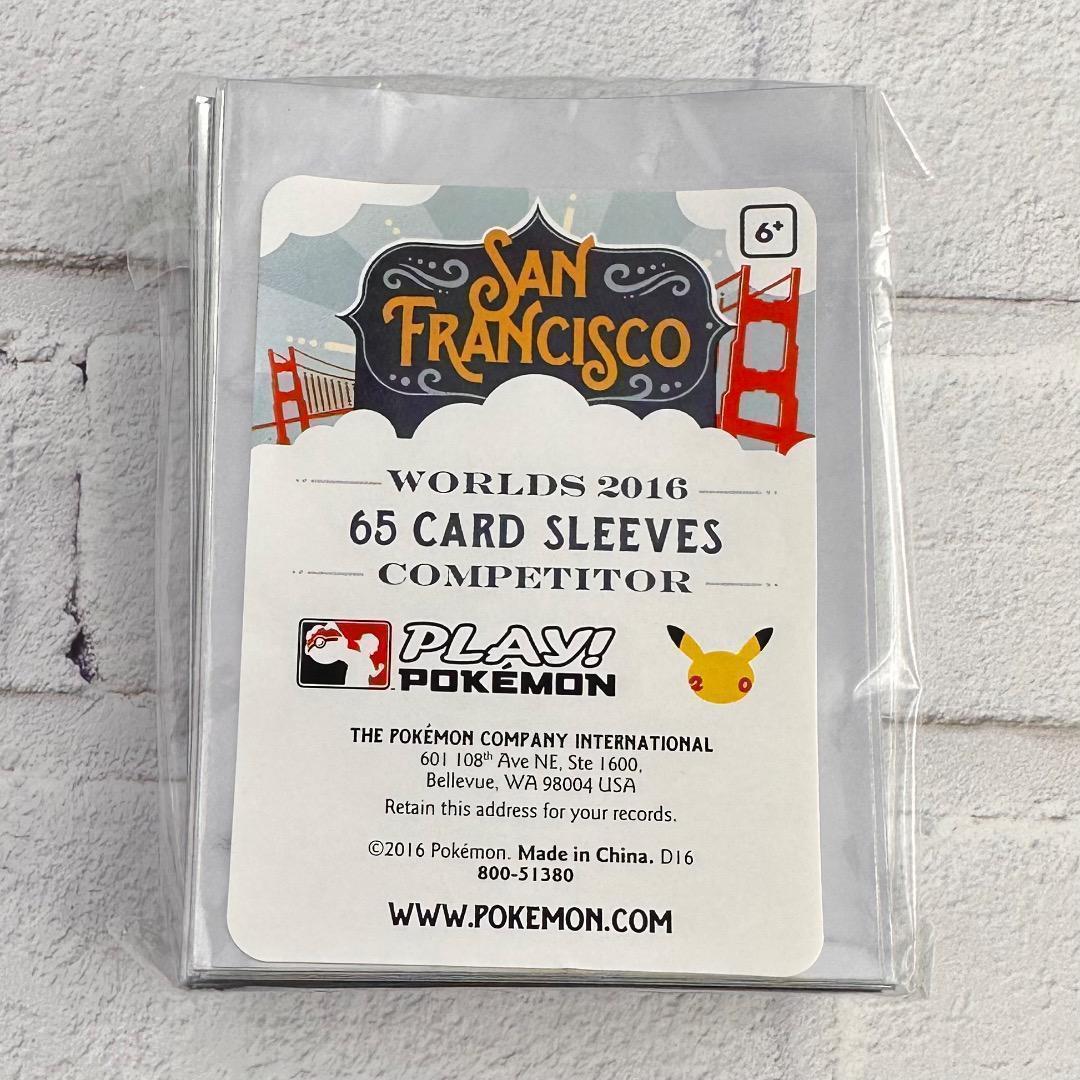 6+
SAN
FRANCISCO
WORLDS 2016
65 CARD SLEEVES
COMPETITOR
PLAY!
POKÉMON
20
THE POKÉMON COMPANY INTERNATIONAL
601 108th Ave NE, Ste 1600,
Bellevue, WA 98004 USA
Retain this address for your records.
©2016 Pokémon. Made in China. D16
800-51380
WWW.POKEMON.COM